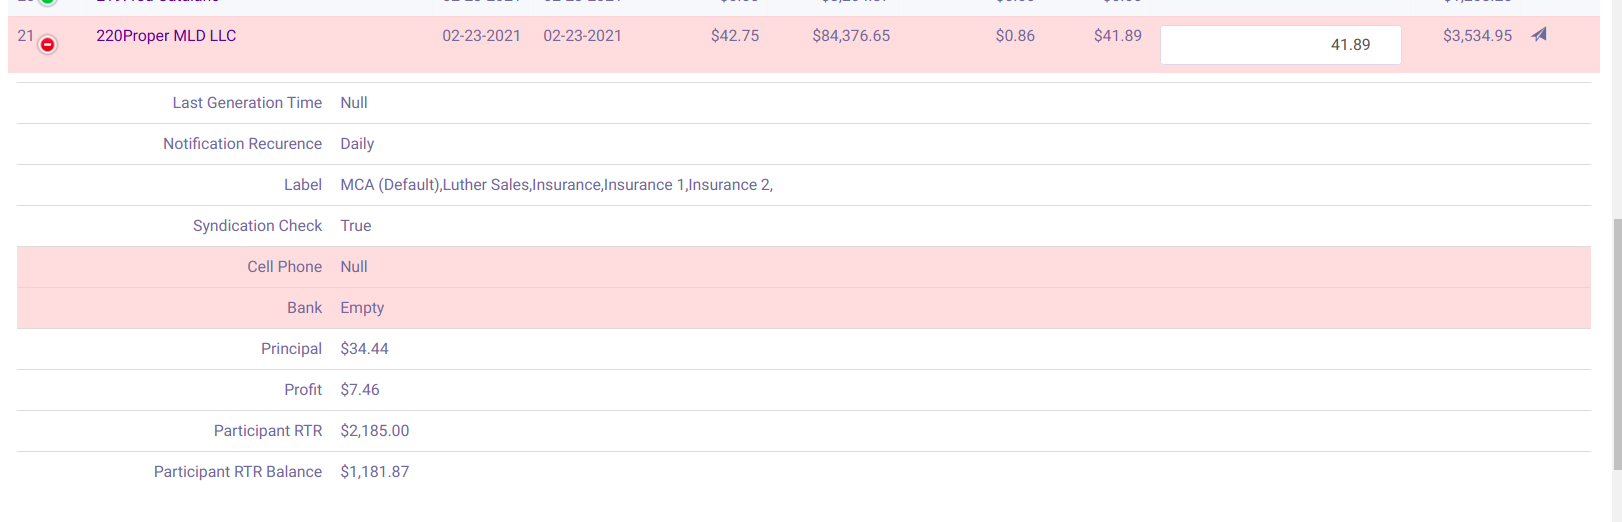 21 220Proper MLD LLC 02-23-2021 02-23-2021 $42.75 $84,376.65 $0.86 $41.89 41.89 $3,534.95
Last Generation Time Null
Notification Recurence Daily
Label MCA (Default),Luther Sales,Insurance,Insurance 1,Insurance 2,
Syndication Check True
Cell Phone Null
Bank Empty
Principal $34.44
Profit $7.46
Participant RTR $2,185.00
Participant RTR Balance $1,181.87